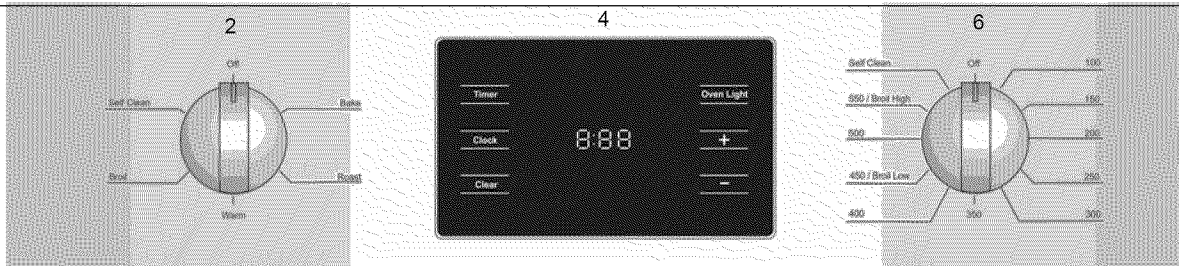 2
4
6
Off
Self Clean
Bake
Broil
Roast
Warm
Timer
Oven Light
Clock
8:88
+
Clear
−
Off
Self Clean
100
550 / Broil High
150
500
200
450 / Broil Low
250
400
350
300